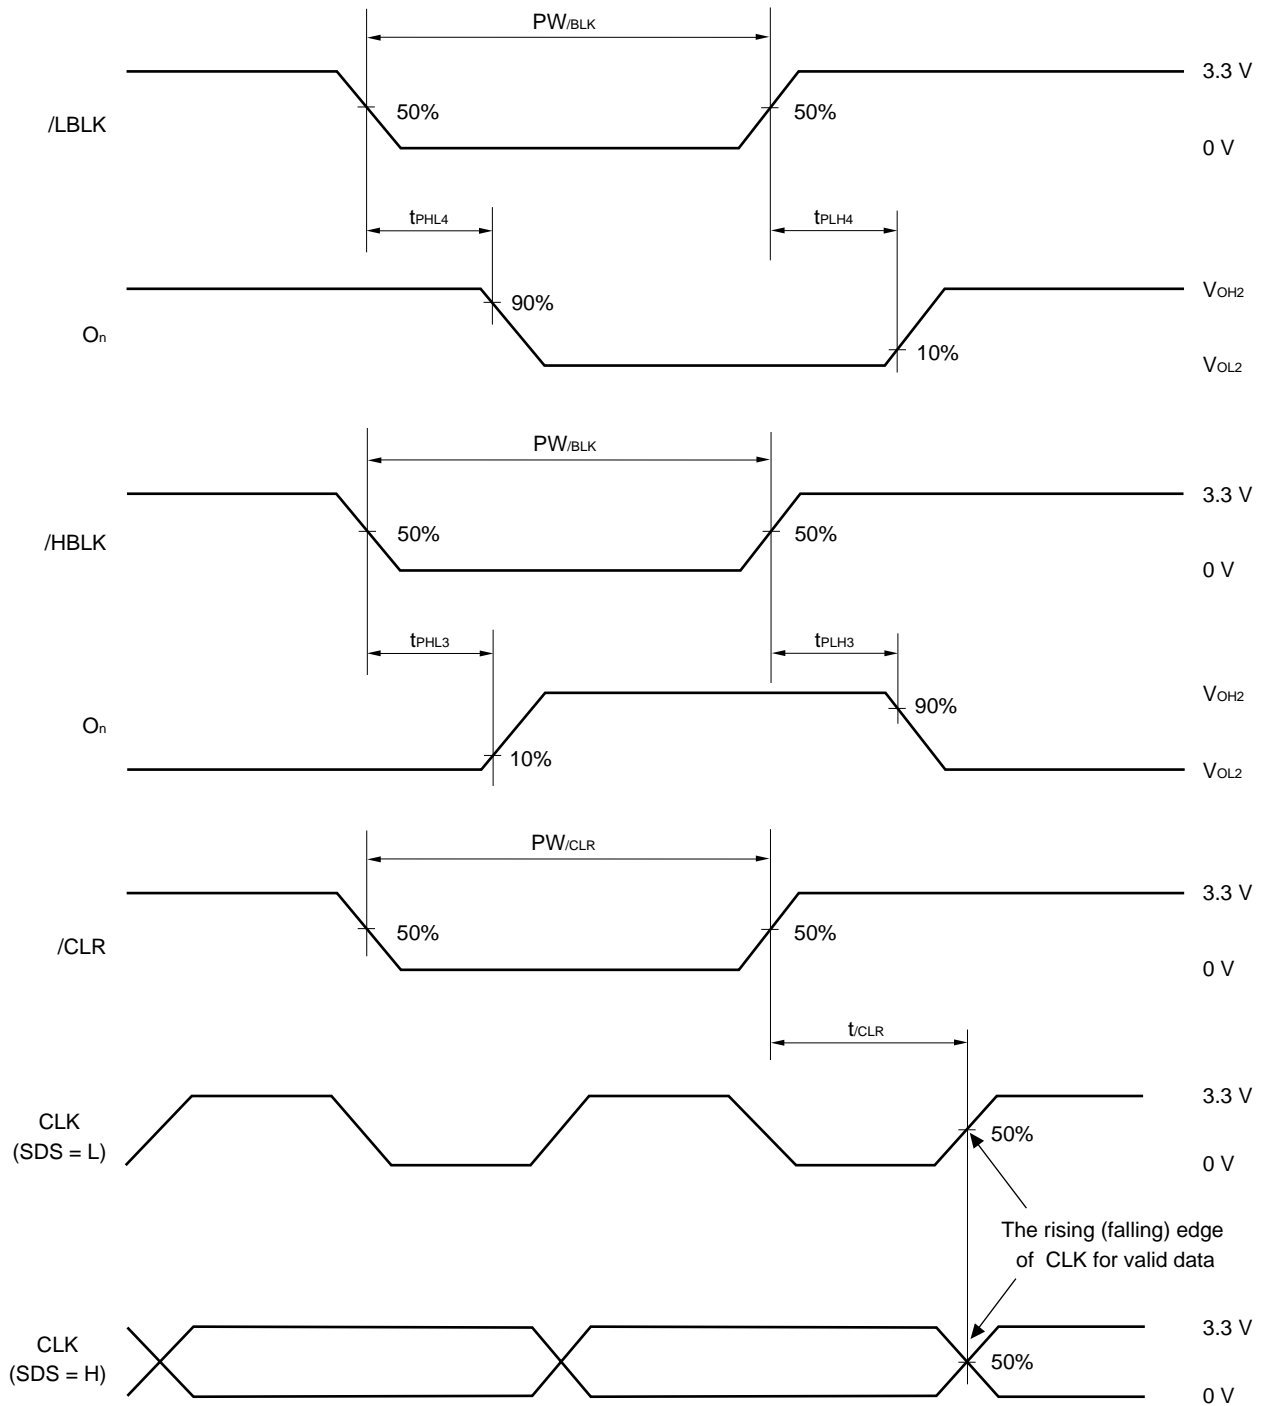 PW/BLK
3.3 V
/LBLK
50%
50%
0 V
tPHL4
tPLH4
VOH2
On
90%
10%
VOL2
PW/BLK
3.3 V
/HBLK
50%
50%
0 V
tPHL3
tPLH3
VOH2
On
90%
10%
VOL2
PW/CLR
3.3 V
/CLR
50%
50%
0 V
t/CLR
3.3 V
CLK
(SDS = L)
50%
0 V
The rising (falling) edge
of CLK for valid data
3.3 V
CLK
(SDS = H)
50%
0 V